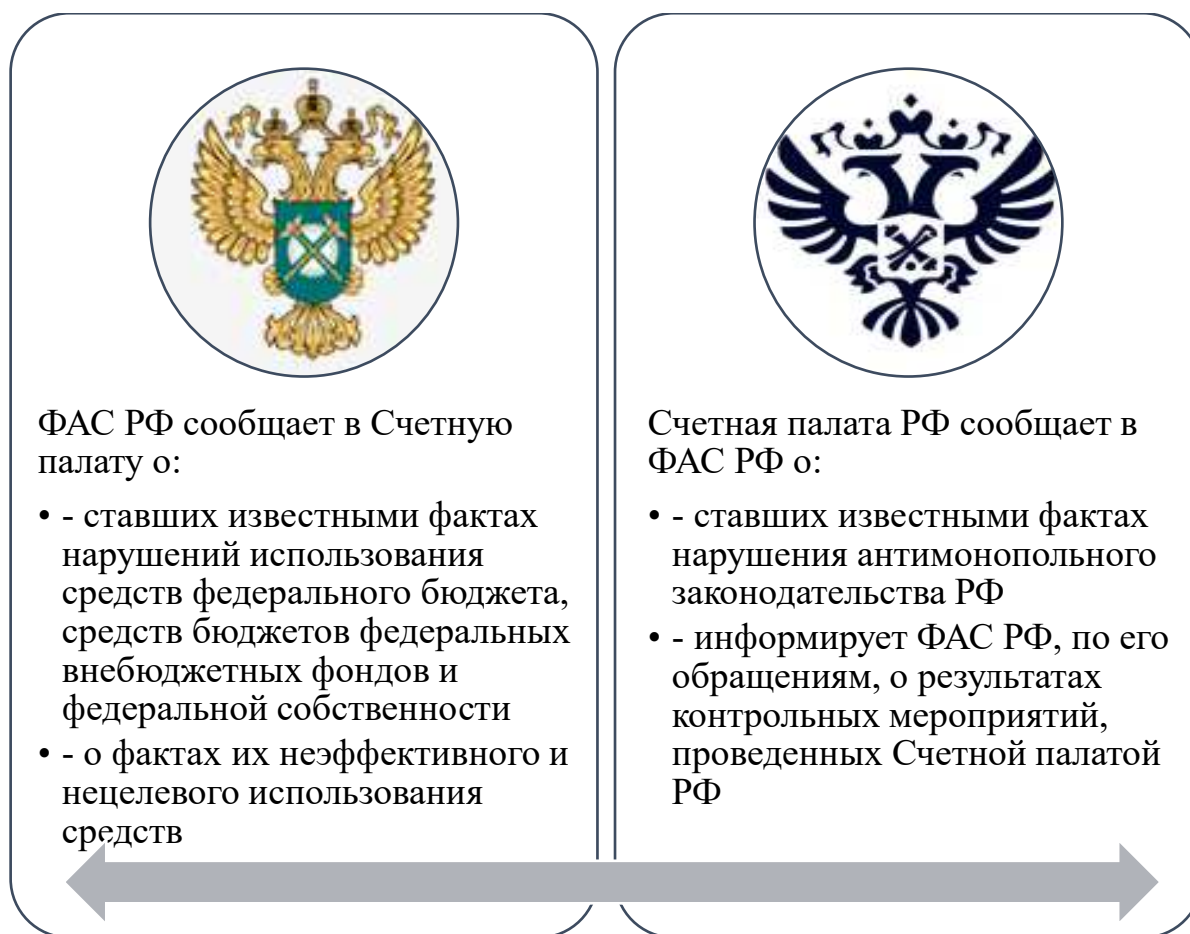 ФАС РФ сообщает в Счетную
палату о:
• - ставших известными фактах
нарушений использования
средств федерального бюджета,
средств бюджетов федеральных
внебюджетных фондов и
федеральной собственности
• - о фактах их неэффективного и
нецелевого использования
средств
Счетная палата РФ сообщает в
ФАС РФ о:
• - ставших известными фактах
нарушения антимонопольного
законодательства РФ
• - информирует ФАС РФ, по его
обращениям, о результатах
контрольных мероприятий,
проведенных Счетной палатой
РФ